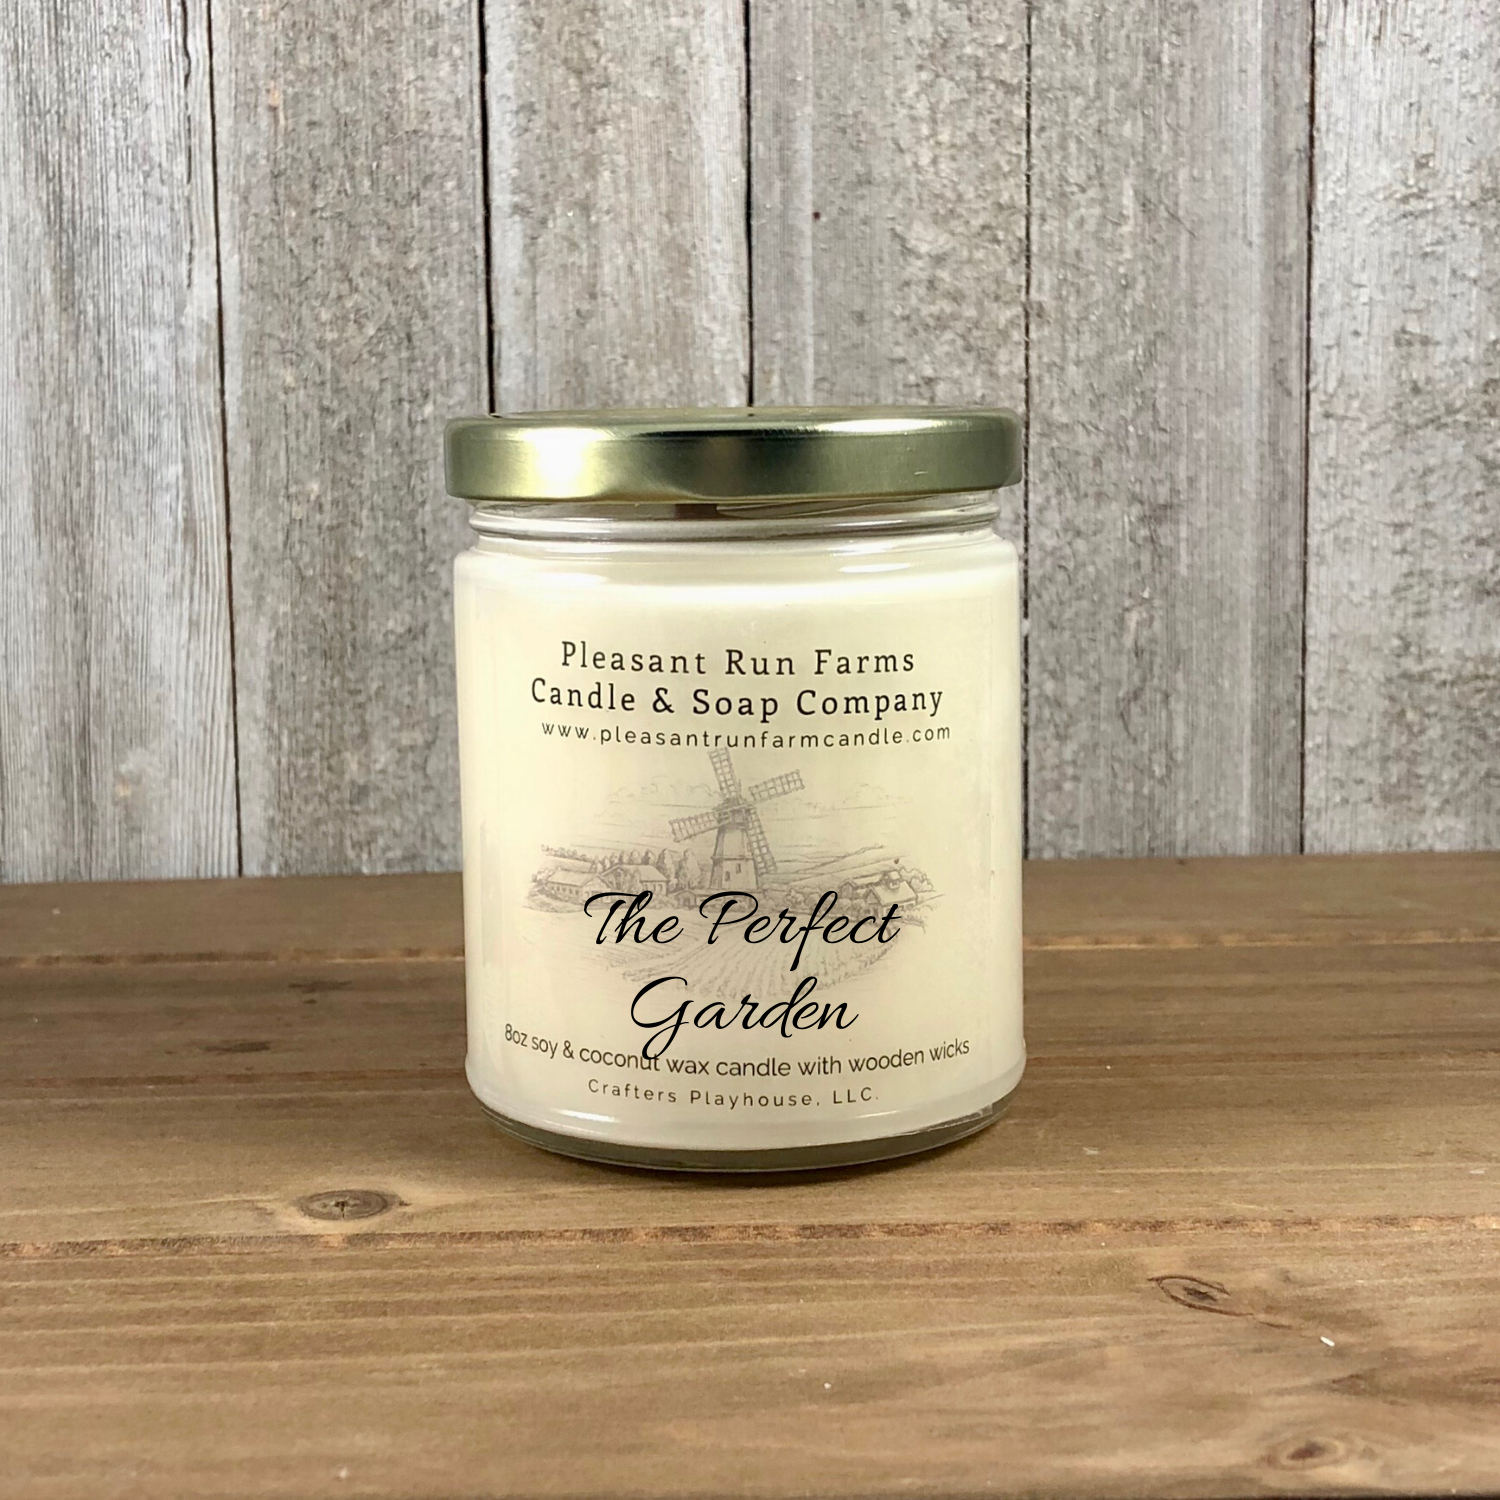 Pleasant Run Farms
Candle & Soap Company
www.pleasantrunfarmcandle.com
The Perfect
Garden
8oz soy & coconut wax candle with wooden wicks
Crafters Playhouse, LLC.